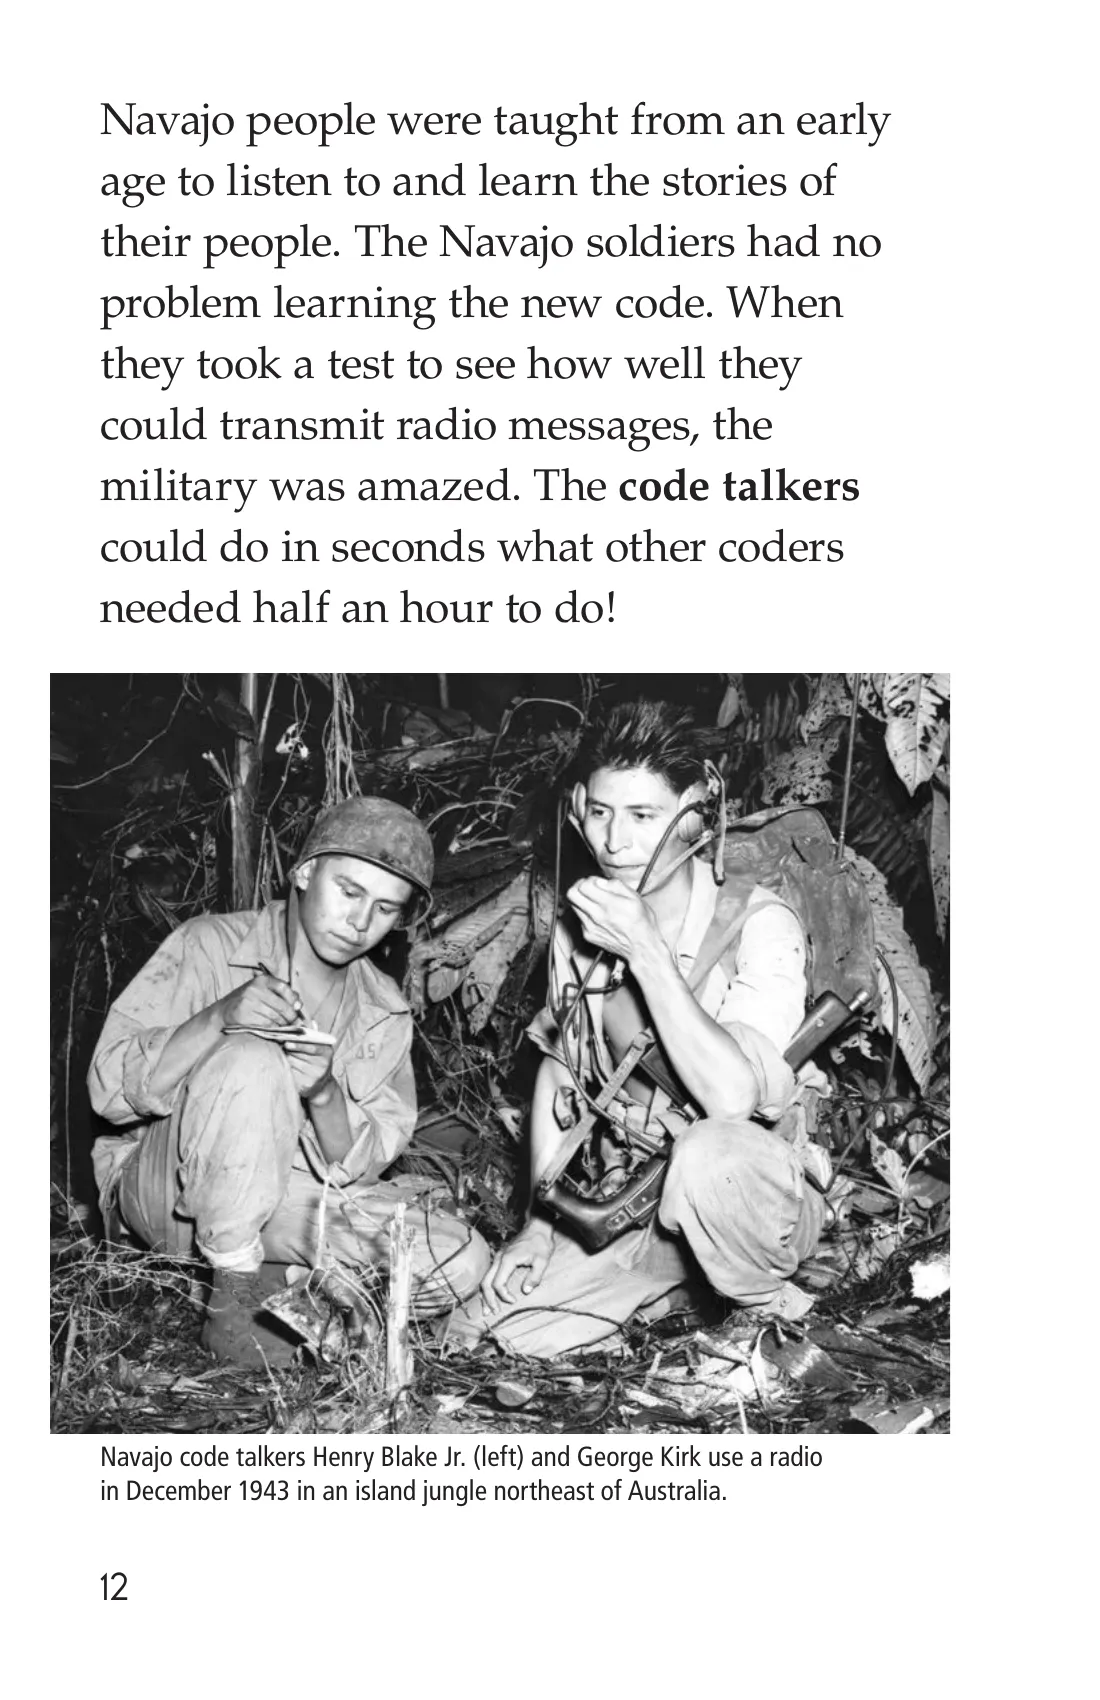 Navajo people were taught from an early
age to listen to and learn the stories of
their people. The Navajo soldiers had no
problem learning the new code. When
they took a test to see how well they
could transmit radio messages, the
military was amazed. The code talkers
could do in seconds what other coders
needed half an hour to do!
USA
Navajo code talkers Henry Blake Jr. (left) and George Kirk use a radio
in December 1943 in an island jungle northeast of Australia.
12